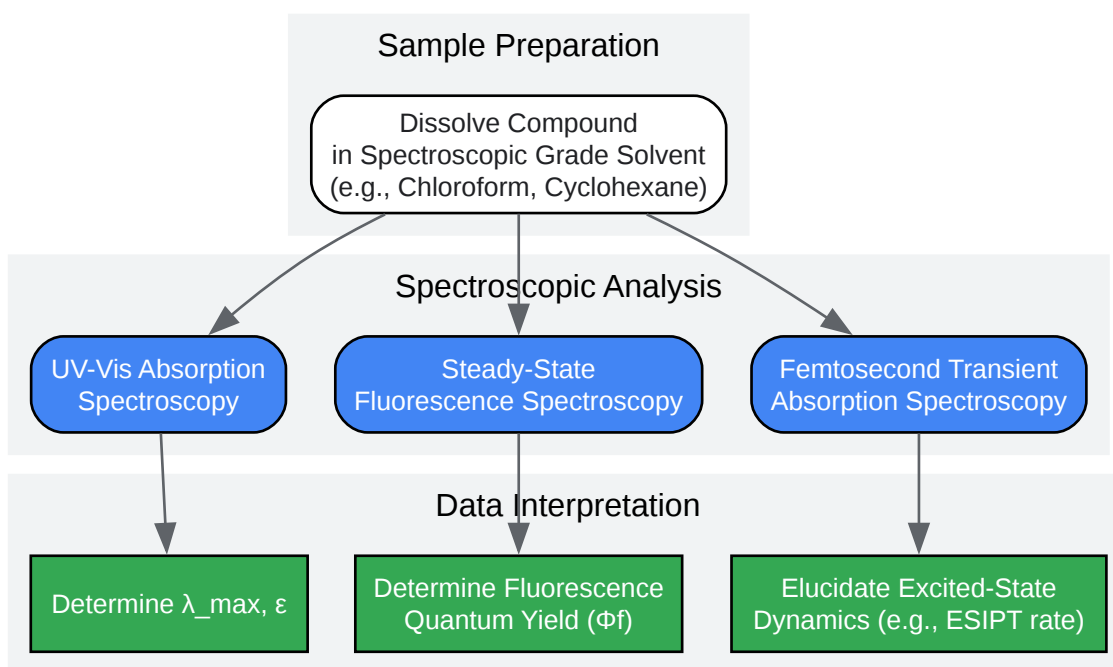 Sample Preparation
Dissolve Compound
in Spectroscopic Grade Solvent
(e.g., Chloroform, Cyclohexane)
Spectroscopic Analysis
UV-Vis Absorption
Spectroscopy
Steady-State
Fluorescence Spectroscopy
Femtosecond Transient
Absorption Spectroscopy
Data Interpretation
Determine λ_max, ε
Determine Fluorescence
Quantum Yield (Φf)
Elucidate Excited-State
Dynamics (e.g., ESIPT rate)